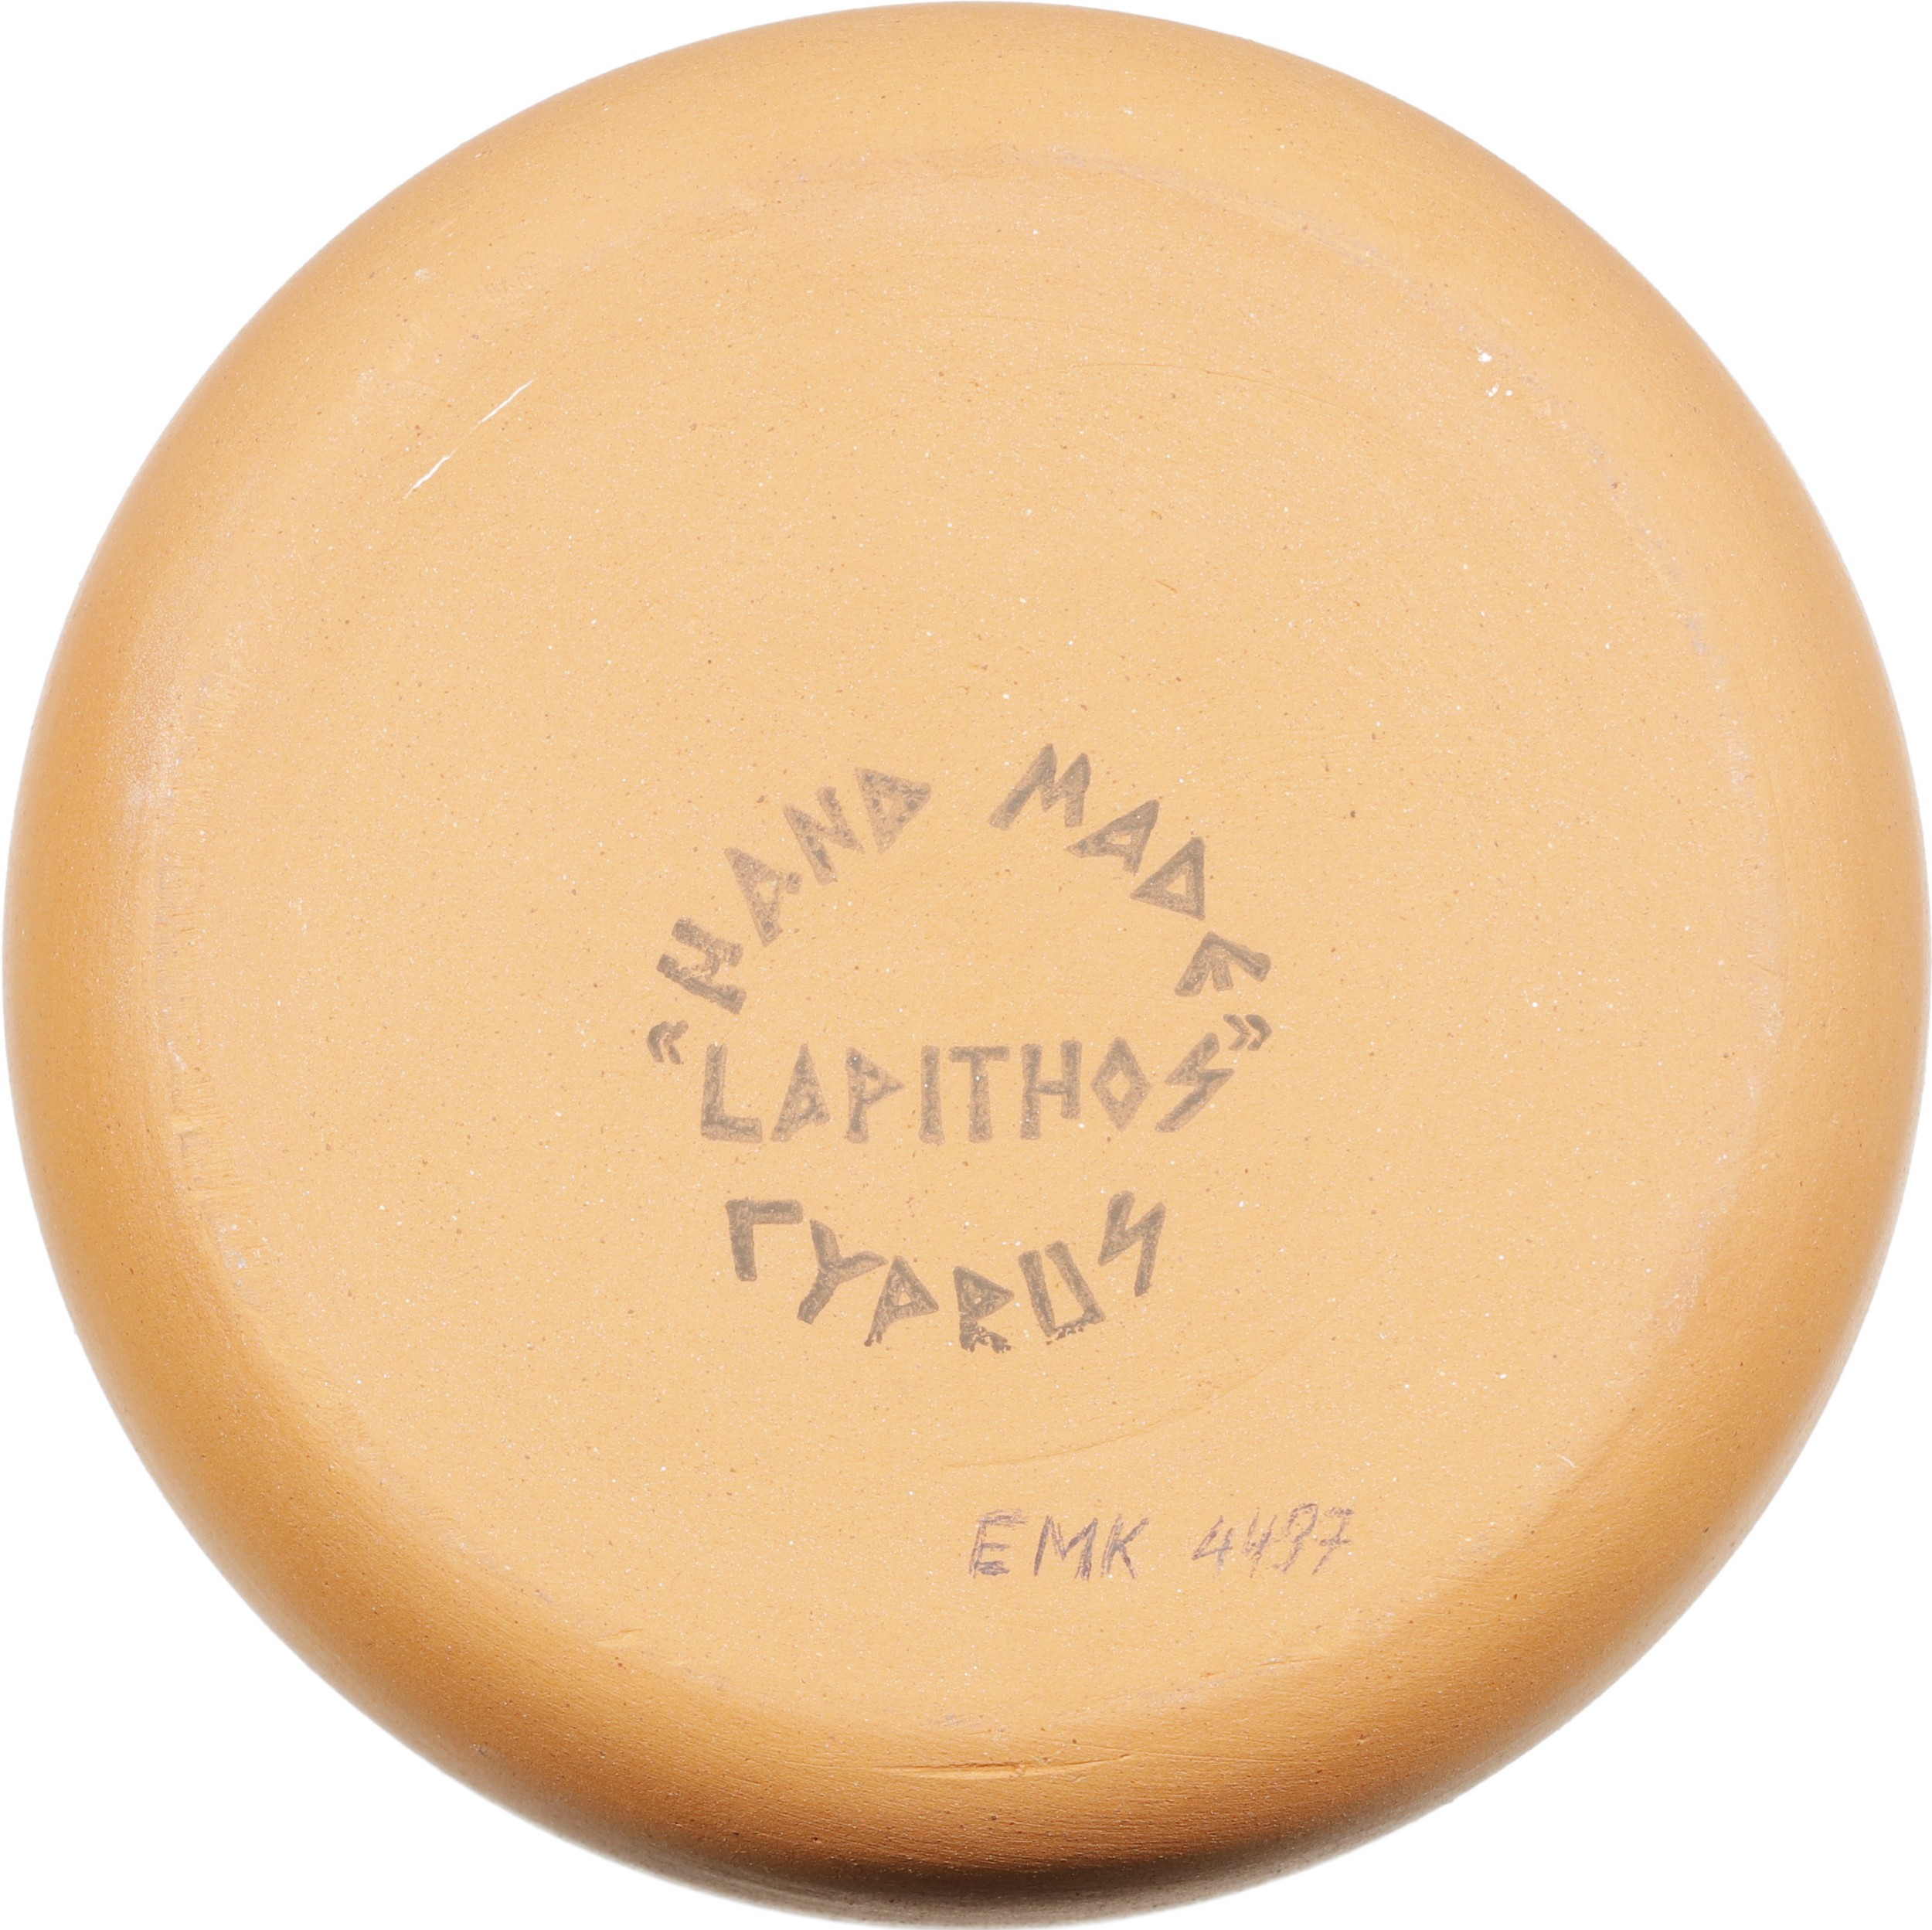 HAND MADE
"LAPITHOS"
CYPRUS
EMK 4497